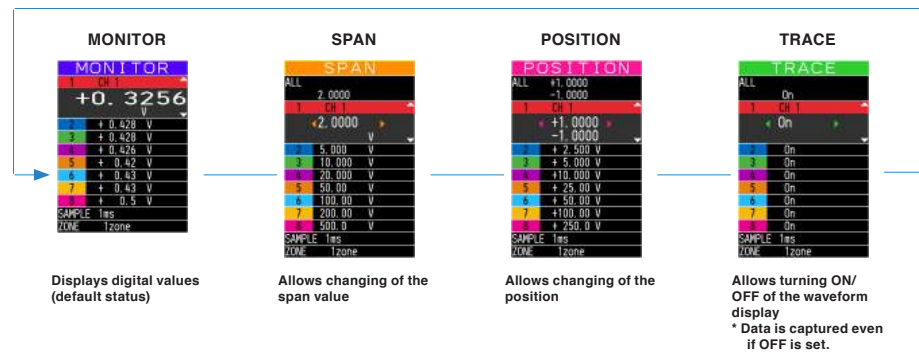 MONITOR
MONITOR
1 CH 1
+0. 3256
V
2 + 0.428 V
3 + 0.428 V
4 + 0.426 V
5 + 0.42 V
6 + 0.43 V
7 + 0.43 V
8 + 0.5 V
SAMPLE 1ms
ZONE 1zone
Displays digital values
(default status)
SPAN
SPAN
ALL
2.0000
1 CH 1
2.0000
V
2 5.000 V
3 10.000 V
4 20.000 V
5 50.00 V
6 100.00 V
7 200.00 V
8 500.0 V
SAMPLE 1ms
ZONE 1zone
Allows changing of the
span value
POSITION
POSITION
ALL +1.0000
-1.0000
1 CH 1
+1.0000
-1.0000
2 + 2.500 V
3 + 5.000 V
4 +10.000 V
5 + 25.00 V
6 + 50.00 V
7 +100.00 V
8 + 250.0 V
SAMPLE 1ms
ZONE 1zone
Allows changing of the
position
TRACE
TRACE
ALL
On
1 CH 1
On
2 On
3 On
4 On
5 On
6 On
7 On
8 On
SAMPLE 1ms
ZONE 1zone
Allows turning ON/
OFF of the waveform
display
* Data is captured even
if OFF is set.